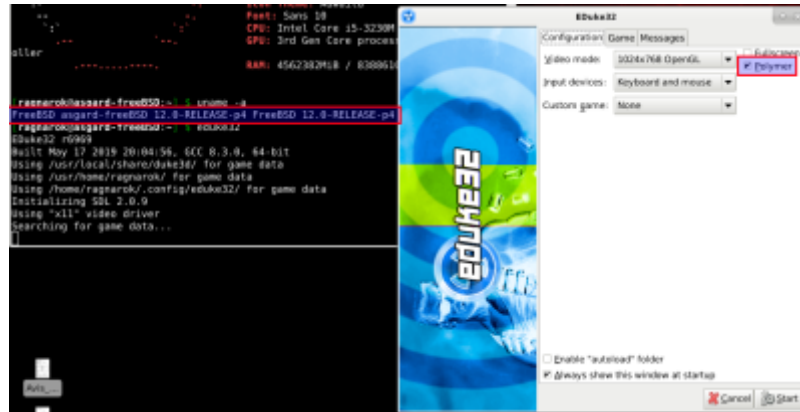 Font: Sans 10
CPU: Intel Core i5-3230M
GPU: 3rd Gen Core proces
oller
RAM: 4562382MiB / 8388610
[ragnarok@asgard-freeBSD:~] $ uname -a
FreeBSD asgard-freeBSD 12.0-RELEASE-p4 FreeBSD 12.0-RELEASE-p4
[ragnarok@asgard-freeBSD:~] $ eduke32
EDuke32 r6969
Built May 17 2019 20:04:56, GCC 8.3.0, 64-bit
Using /usr/local/share/duke3d/ for game data
Using /home/ragnarok/ for game data
Using /home/ragnarok/.config/eduke32/ for game data
Initializing SDL 2.0.9
Using "x11" video driver
Searching for game data...
Avis_...
EDuke32
eduke32
Configuration Game Messages
Video mode: 1024x768 OpenGL
Fullscreen
Polymer
Input devices: Keyboard and mouse
Custom game: None
Enable "autoload" folder
Always show this window at startup
Cancel Start